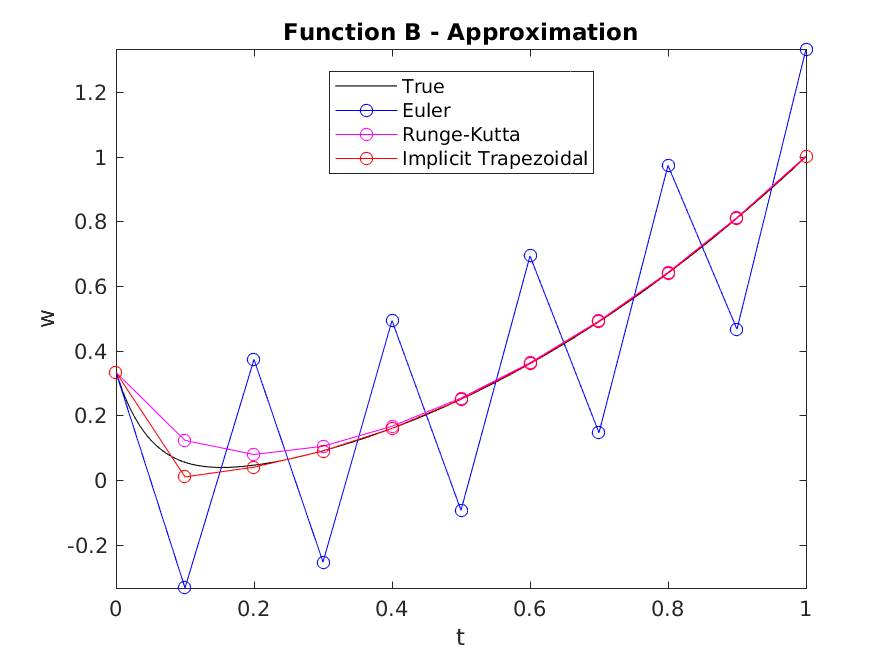 Function B - Approximation
True
Euler
Runge-Kutta
Implicit Trapezoidal
1.2
1
0.8
0.6
0.4
0.2
0
-0.2
w
0 0.2 0.4 0.6 0.8 1
t